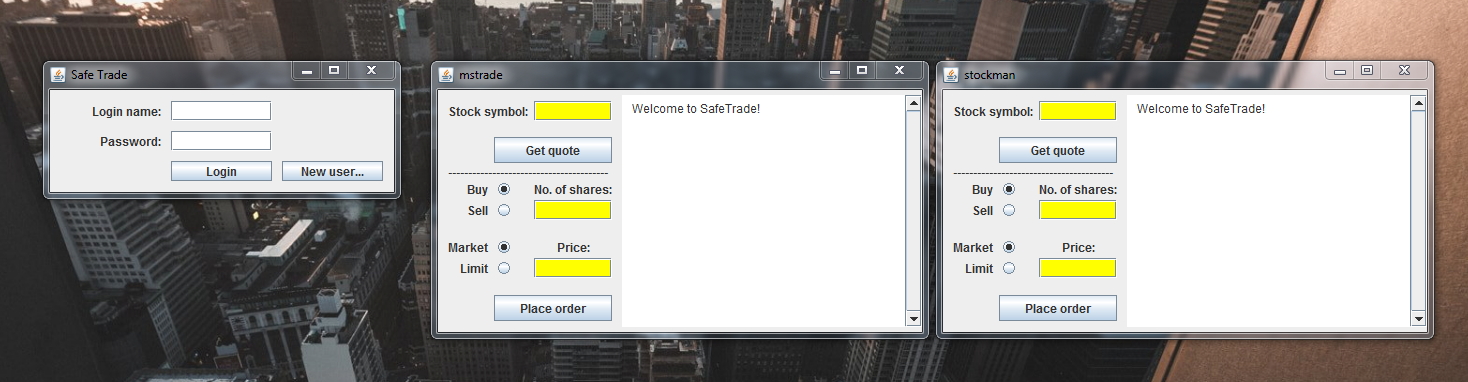 Safe Trade
Login name:
Password:
Login New user...
mstrade
Stock symbol:
Get quote
--------------------------------------------
Buy No. of shares:
Sell
Market Price:
Limit
Place order
Welcome to SafeTrade!
stockman
Stock symbol:
Get quote
--------------------------------------------
Buy No. of shares:
Sell
Market Price:
Limit
Place order
Welcome to SafeTrade!